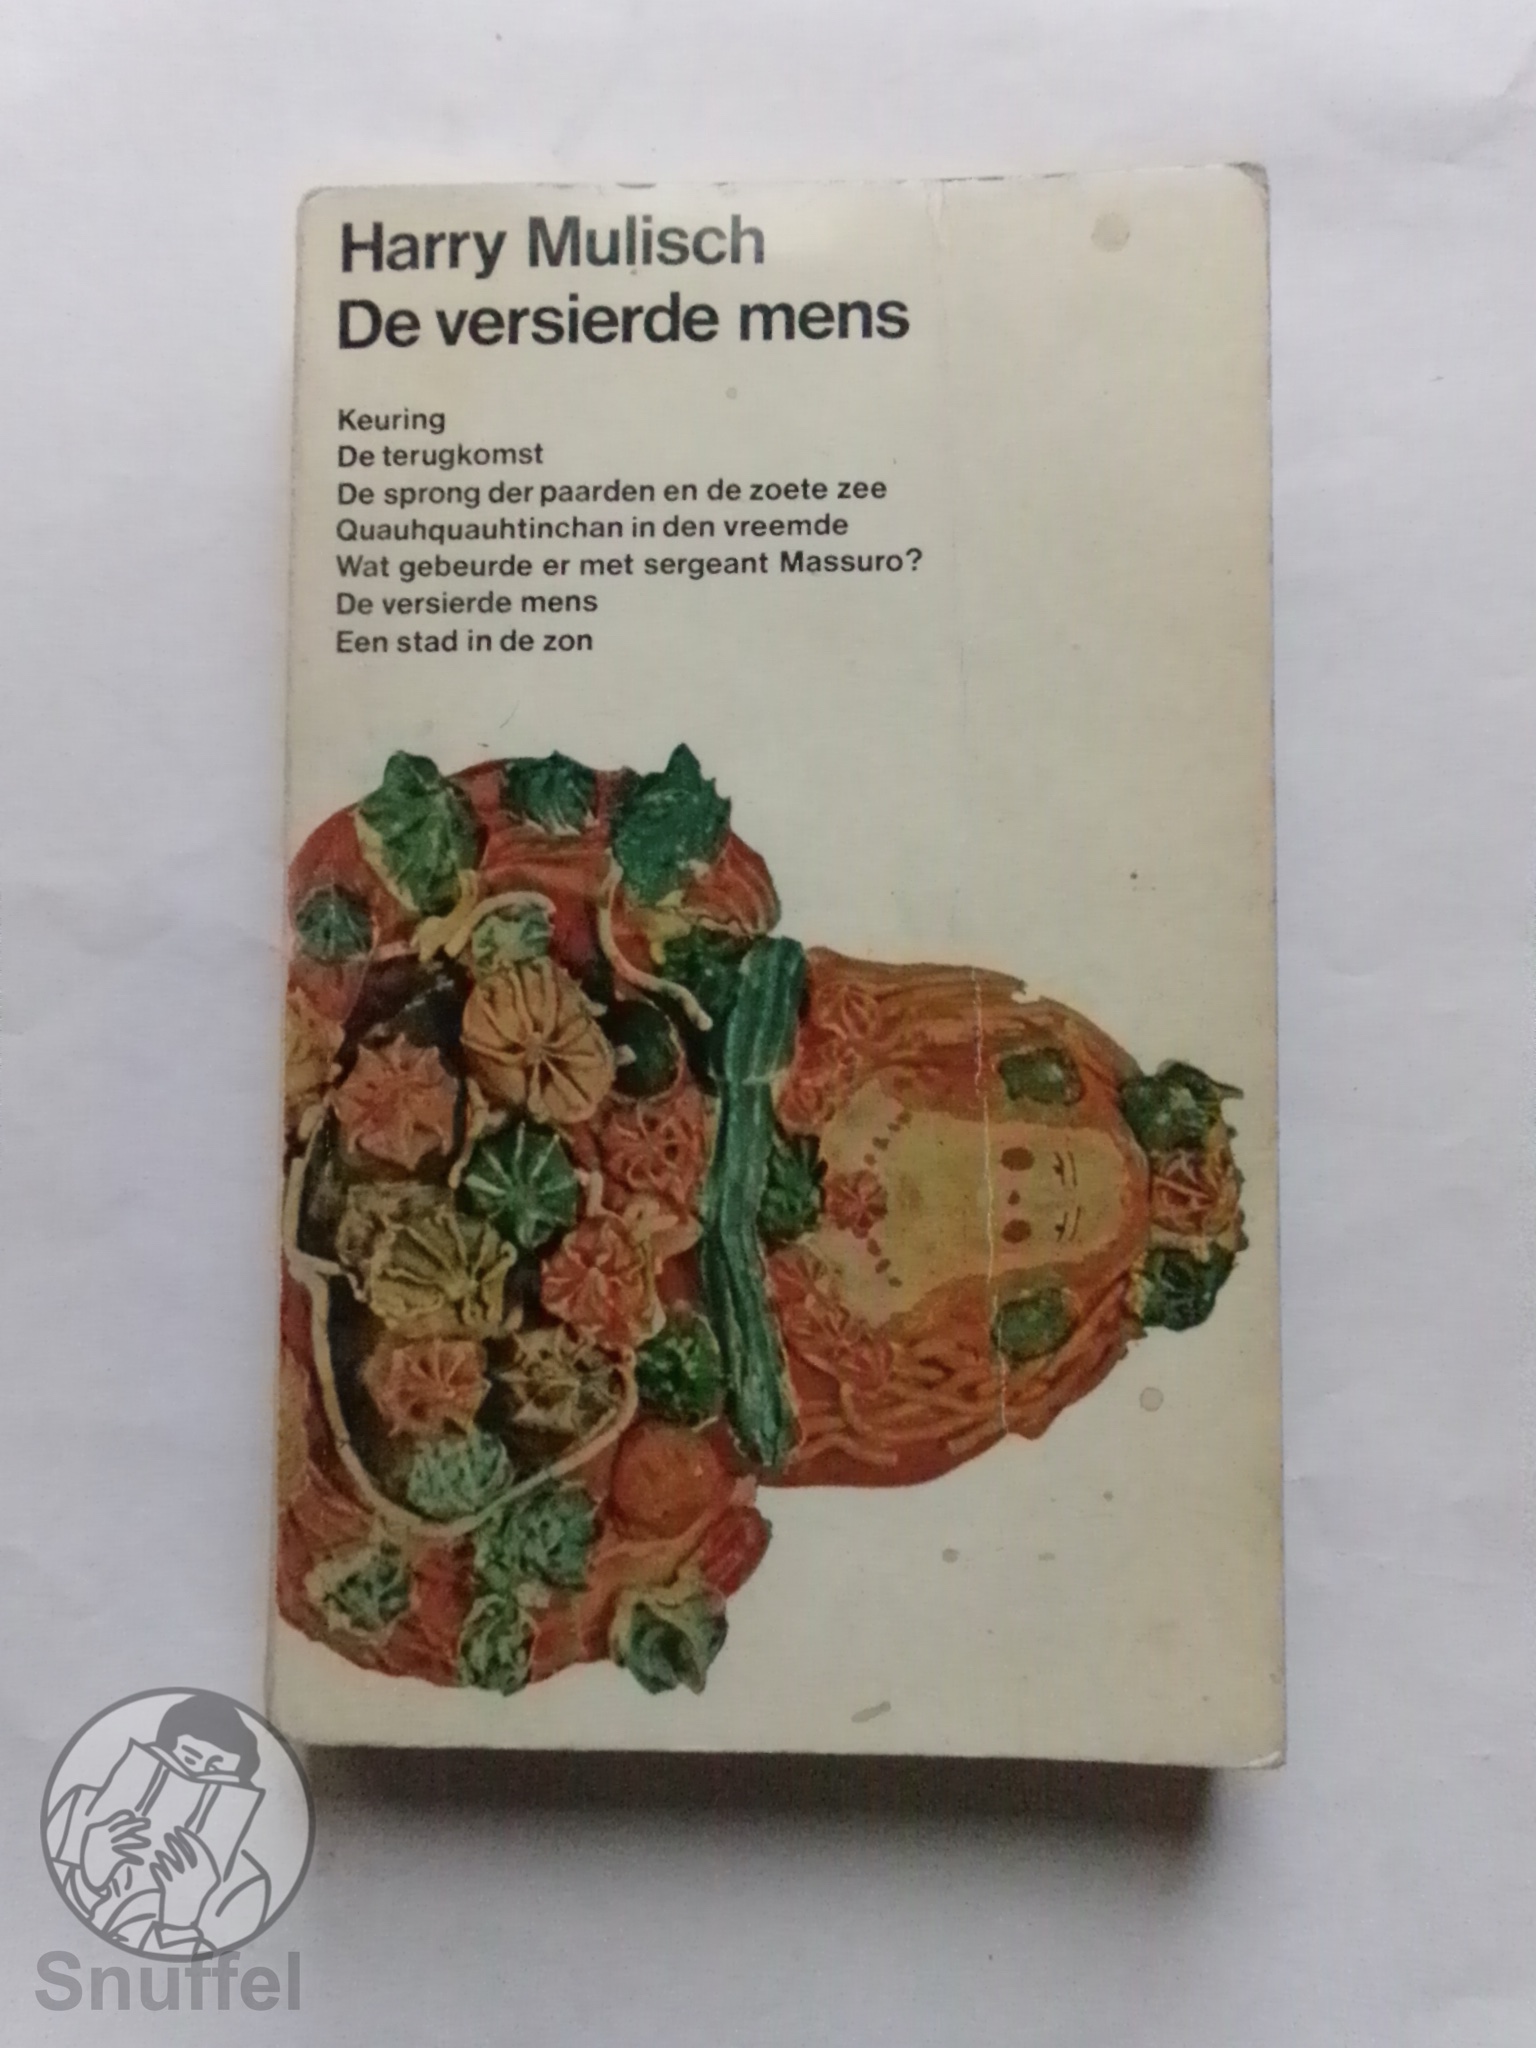 Harry Mulisch
De versierde mens
Keuring
De terugkomst
De sprong der paarden en de zoete zee
Quauhquauhtinchan in den vreemde
Wat gebeurde er met sergeant Massuro?
De versierde mens
Een stad in de zon
Snuffel